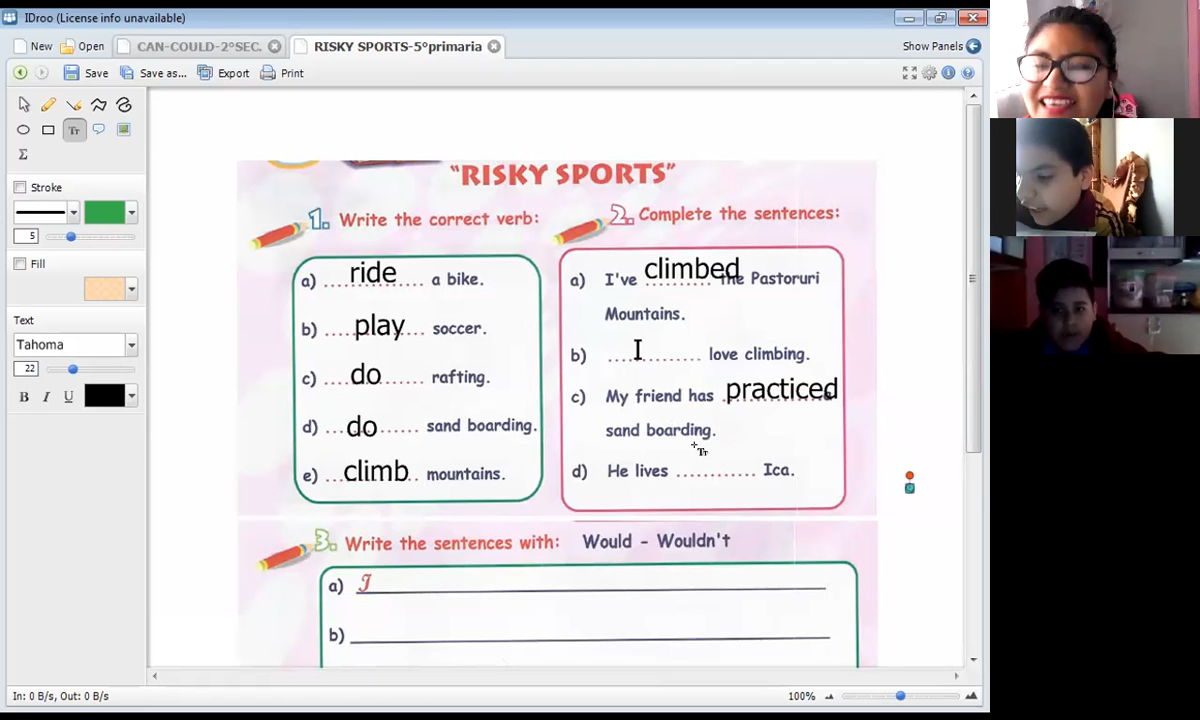 IDroo (License info unavailable)
New Open CAN-COULD-2°SEC. RISKY SPORTS-5°primaria Show Panels
Save Save as... Export Print
Tr
Σ
Stroke
5
Fill
Text
Tahoma
22
B I U
"RISKY SPORTS"
1. Write the correct verb:
a) ride a bike.
b) play soccer.
c) do rafting.
d) do sand boarding.
e) climb mountains.
2. Complete the sentences:
a) I've climbed the Pastoruri
Mountains.
b) I love climbing.
c) My friend has practiced
sand boarding.
d) He lives ............ Ica.
3. Write the sentences with: Would - Wouldn't
a) I
b)
In: 0 B/s, Out: 0 B/s 100%